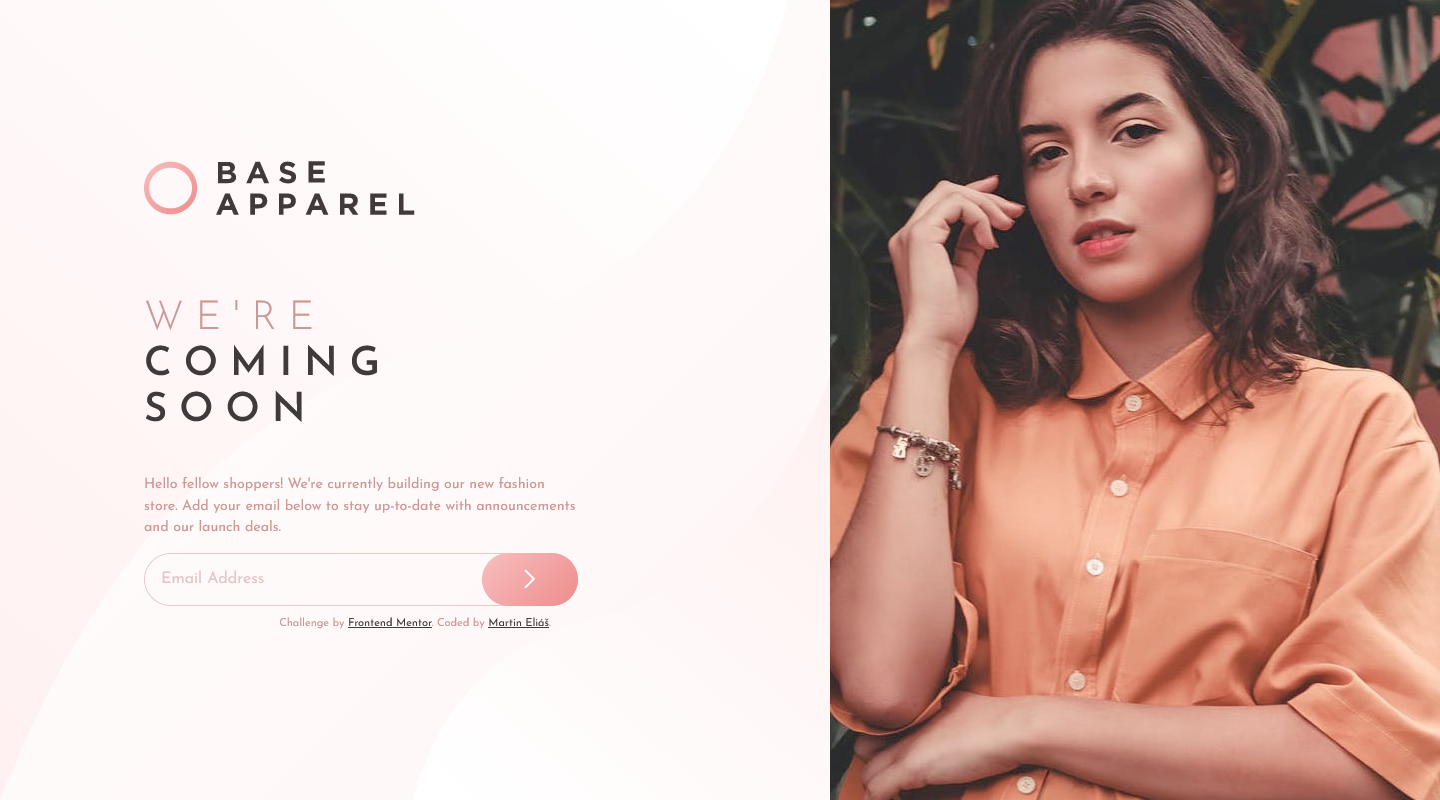 BASE
APPAREL
WE'RE
COMING
SOON
Hello fellow shoppers! We're currently building our new fashion
store. Add your email below to stay up-to-date with announcements
and our launch deals.
Email Address
Challenge by Frontend Mentor. Coded by Martin Eliáš.